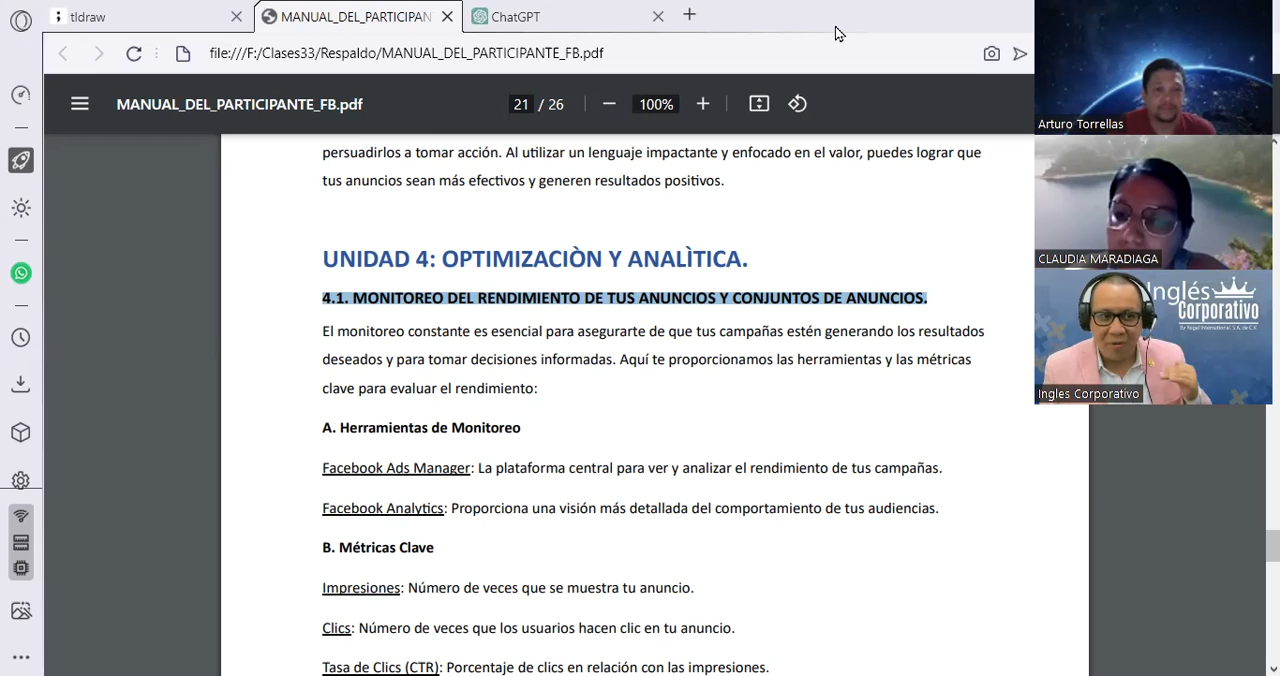 tldraw
MANUAL_DEL_PARTICIPAN
ChatGPT
file:///F:/Clases33/Respaldo/MANUAL_DEL_PARTICIPANTE_FB.pdf
MANUAL_DEL_PARTICIPANTE_FB.pdf
21 / 26
100%
persuadirlos a tomar acción. Al utilizar un lenguaje impactante y enfocado en el valor, puedes lograr que
tus anuncios sean más efectivos y generen resultados positivos.
UNIDAD 4: OPTIMIZACIÒN Y ANALÌTICA.
4.1. MONITOREO DEL RENDIMIENTO DE TUS ANUNCIOS Y CONJUNTOS DE ANUNCIOS.
El monitoreo constante es esencial para asegurarte de que tus campañas estén generando los resultados
deseados y para tomar decisiones informadas. Aquí te proporcionamos las herramientas y las métricas
clave para evaluar el rendimiento:
A. Herramientas de Monitoreo
Facebook Ads Manager: La plataforma central para ver y analizar el rendimiento de tus campañas.
Facebook Analytics: Proporciona una visión más detallada del comportamiento de tus audiencias.
B. Métricas Clave
Impresiones: Número de veces que se muestra tu anuncio.
Clics: Número de veces que los usuarios hacen clic en tu anuncio.
Tasa de Clics (CTR): Porcentaje de clics en relación con las impresiones.
Arturo Torrellas
CLAUDIA MARADIAGA
Inglés
Corporativo
Ingles Corporativo